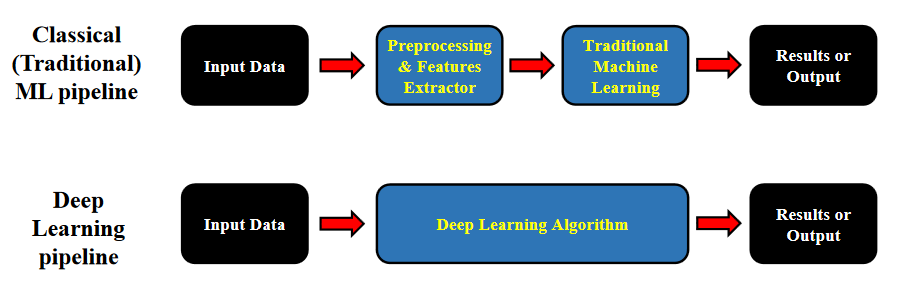 Classical
(Traditional)
ML pipeline
Input Data
Preprocessing
& Features
Extractor
Traditional
Machine
Learning
Results or
Output
Deep
Learning
pipeline
Input Data
Deep Learning Algorithm
Results or
Output